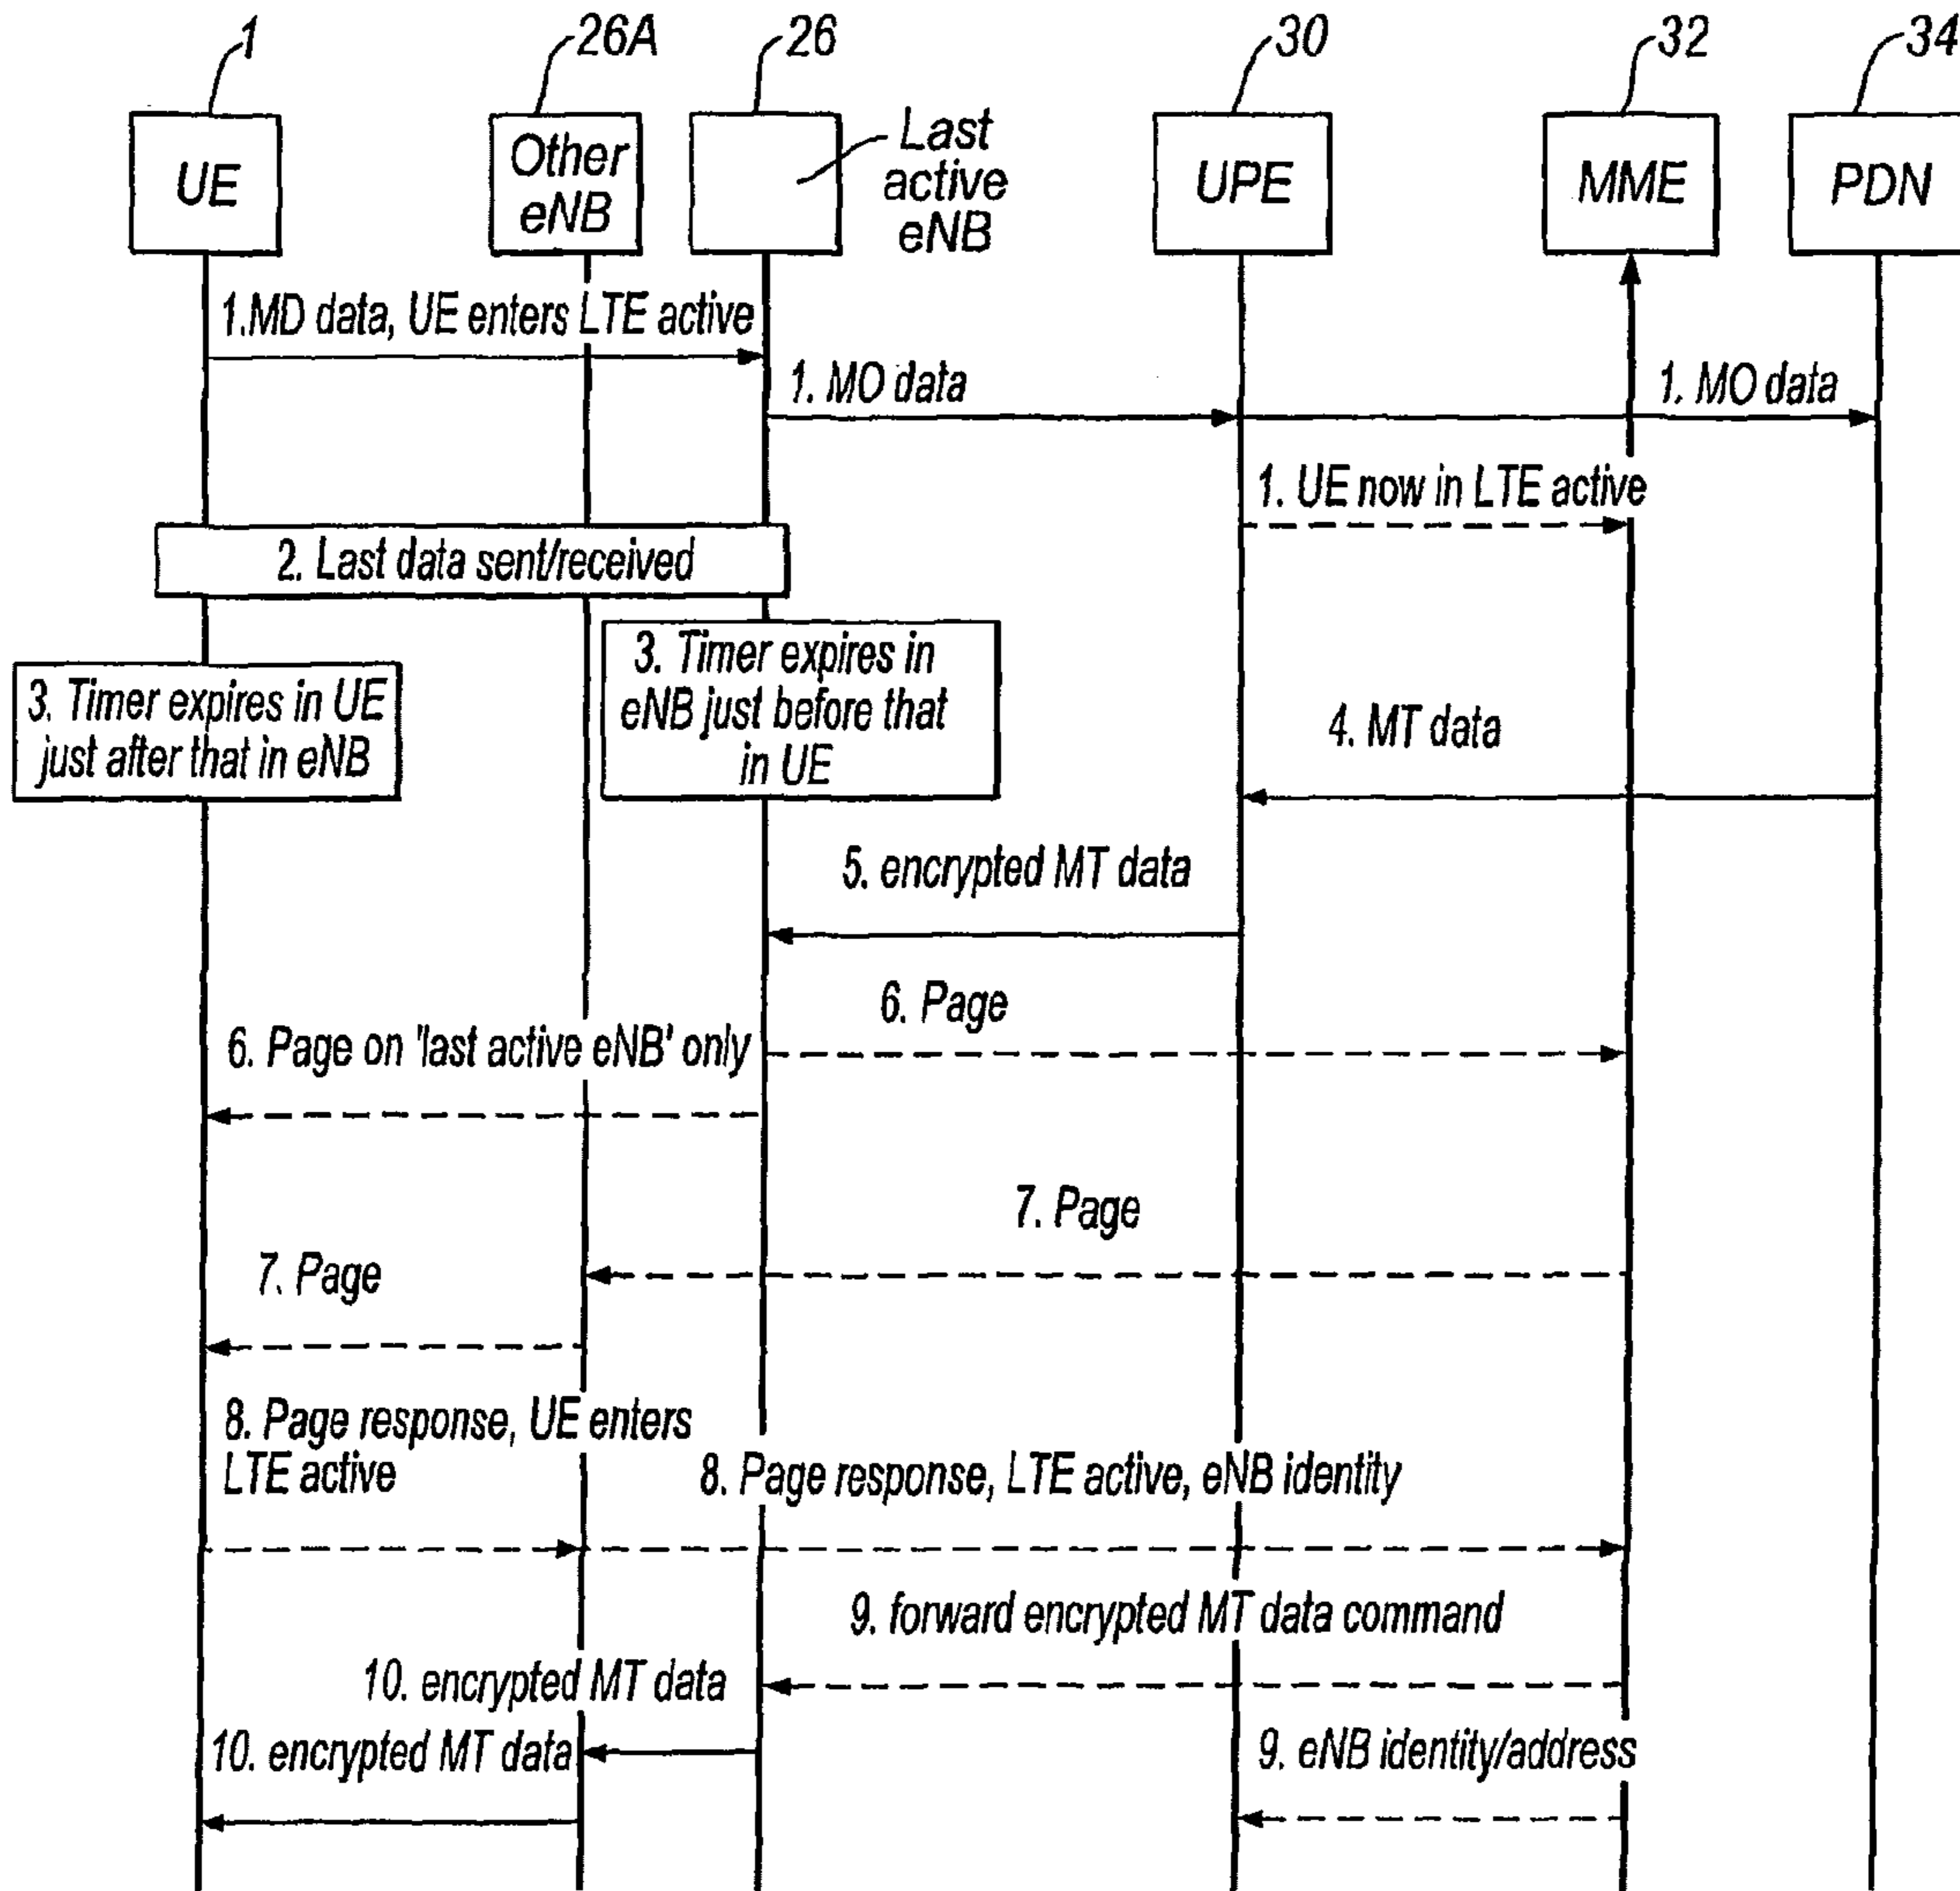 1
26A
26
30
32
34
UE
Other
eNB
Last
active
eNB
UPE
MME
PDN
1.MD data, UE enters LTE active
1. MO data
1. MO data
1. UE now in LTE active
2. Last data sent/received
3. Timer expires in UE
just after that in eNB
3. Timer expires in
eNB just before that
in UE
4. MT data
5. encrypted MT data
6. Page
6. Page on 'last active eNB' only
7. Page
7. Page
8. Page response, UE enters
LTE active
8. Page response, LTE active, eNB identity
9. forward encrypted MT data command
10. encrypted MT data
10. encrypted MT data
9. eNB identity/address